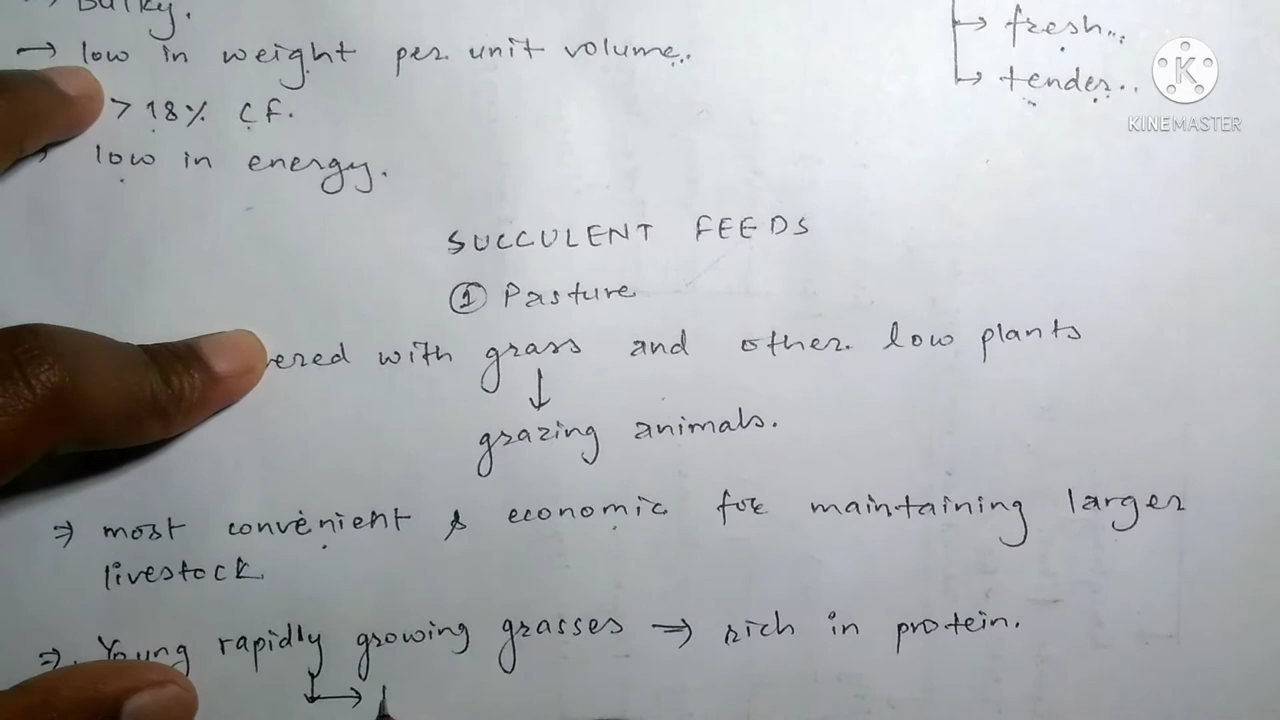 Bulky.
→ low in weight per unit volume..
> 18% CF.
low in energy.
→ fresh..
→ tender..
KINEMASTER
SUCCULENT FEEDS
① Pasture
ered with grass and other low plants
↓
grazing animals.
⇒ most convenient & economic for maintaining larger
livestock.
⇒ Young rapidly growing grasses ⇒ rich in protein.